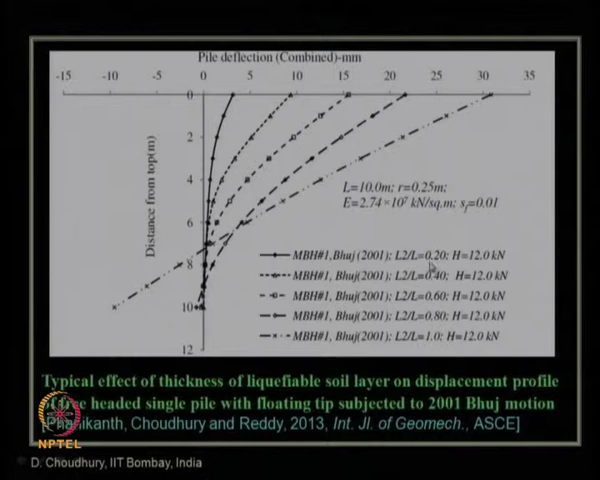 Pile deflection (Combined)-mm
-15 -10 -5 0 5 10 15 20 25 30 35
0
2
4
6
8
10
12
Distance from top(m)
L=10.0m; r=0.25m;
E=2.74×10⁷ kN/sq.m; sf=0.01
MBH#1,Bhuj (2001); L2/L=0.20; H=12.0 kN
MBH#1, Bhuj(2001); L2/L=0.40; H=12.0 kN
MBH#1, Bhuj(2001); L2/L=0.60; H=12.0 kN
MBH#1, Bhuj(2001); L2/L=0.80; H=12.0 kN
MBH#1, Bhuj(2001); L2/L=1.0; H=12.0 kN
Typical effect of thickness of liquefiable soil layer on displacement profile
of free headed single pile with floating tip subjected to 2001 Bhuj motion
[Phanikanth, Choudhury and Reddy, 2013, Int. Jl. of Geomech., ASCE]
NPTEL
D. Choudhury, IIT Bombay, India